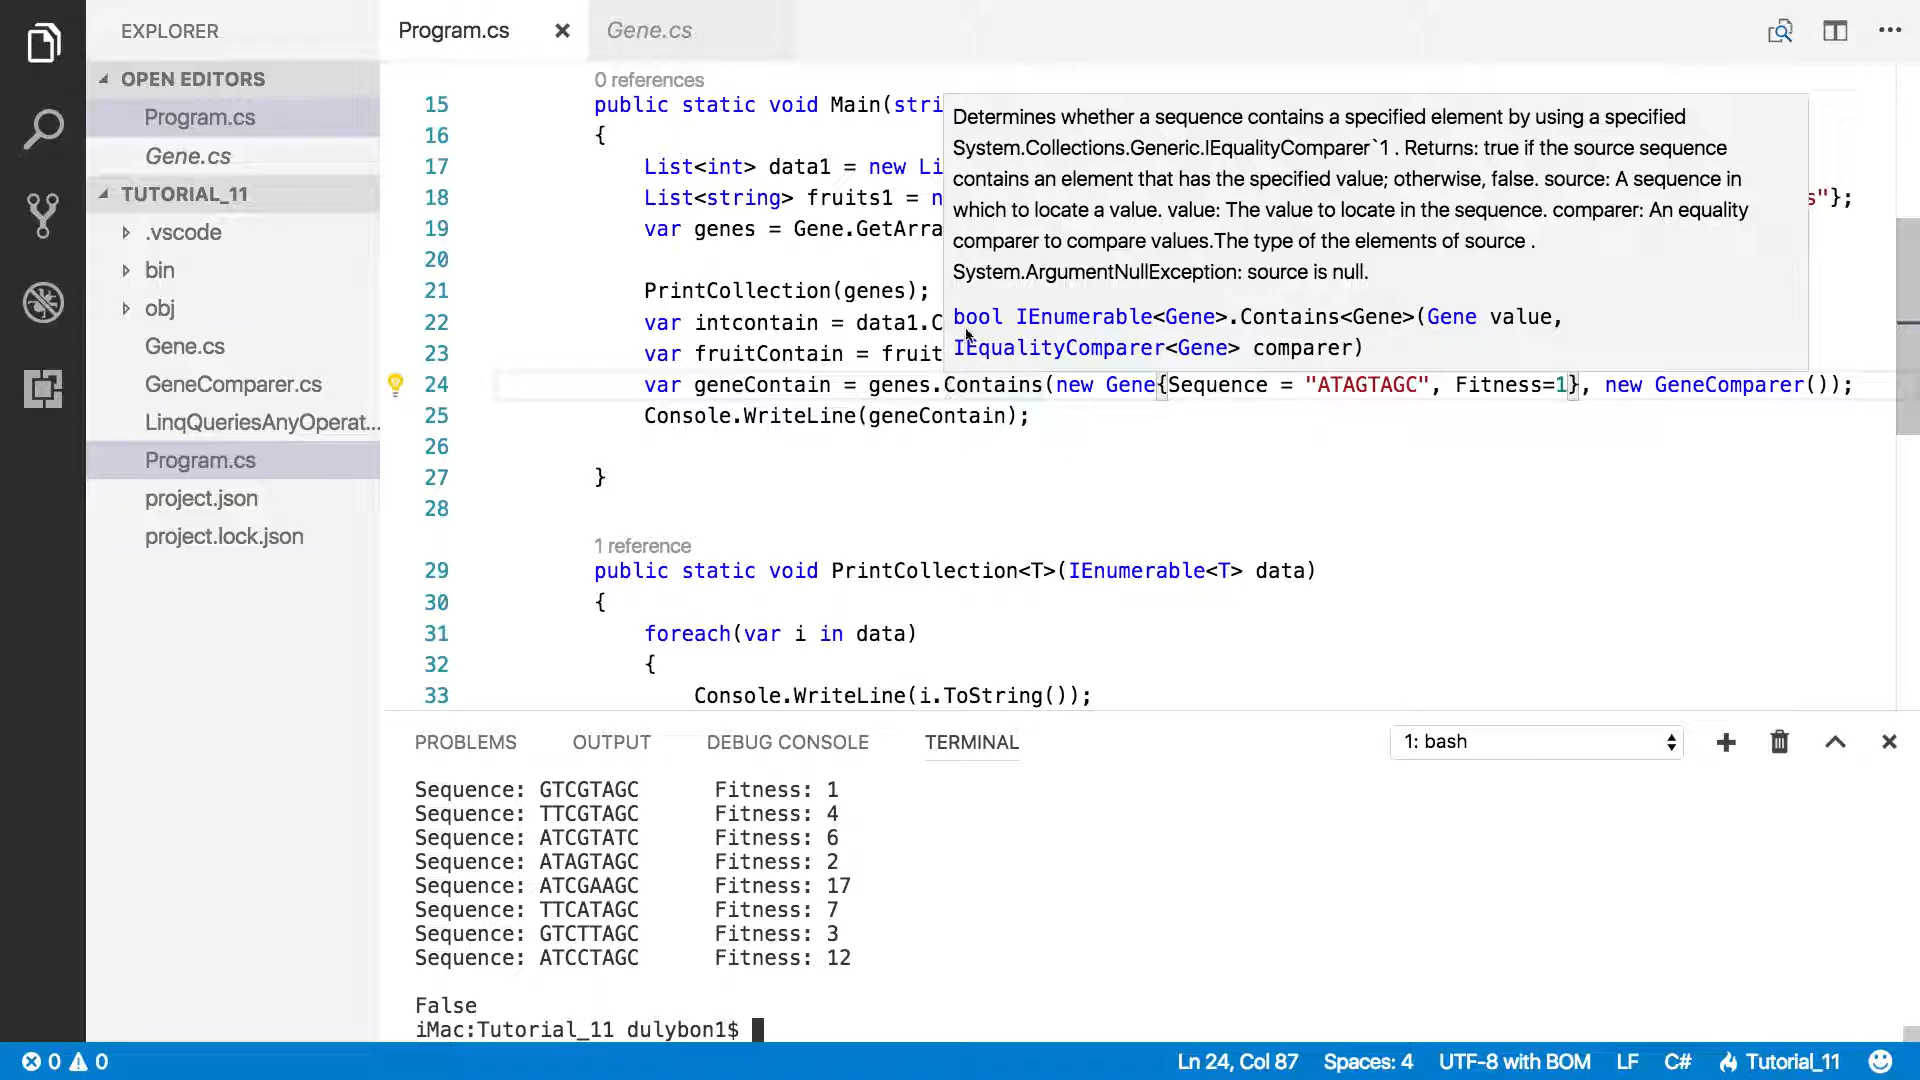 EXPLORER
OPEN EDITORS
Program.cs
Gene.cs
TUTORIAL_11
.vscode
bin
obj
Gene.cs
GeneComparer.cs
LinqQueriesAnyOperat...
Program.cs
project.json
project.lock.json
Program.cs
Gene.cs
0 references
15 public static void Main(stri
16 {
17 List<int> data1 = new Li
18 List<string> fruits1 = n s"};
19 var genes = Gene.GetArra
20
21 PrintCollection(genes);
22 var intcontain = data1.C
23 var fruitContain = fruit
24 var geneContain = genes.Contains(new Gene{Sequence = "ATAGTAGC", Fitness=1}, new GeneComparer());
25 Console.WriteLine(geneContain);
26
27 }
28
1 reference
29 public static void PrintCollection<T>(IEnumerable<T> data)
30 {
31 foreach(var i in data)
32 {
33 Console.WriteLine(i.ToString());
Determines whether a sequence contains a specified element by using a specified
System.Collections.Generic.IEqualityComparer`1 . Returns: true if the source sequence
contains an element that has the specified value; otherwise, false. source: A sequence in
which to locate a value. value: The value to locate in the sequence. comparer: An equality
comparer to compare values.The type of the elements of source .
System.ArgumentNullException: source is null.
bool IEnumerable<Gene>.Contains<Gene>(Gene value,
IEqualityComparer<Gene> comparer)
PROBLEMS OUTPUT DEBUG CONSOLE TERMINAL 1: bash
Sequence: GTCGTAGC Fitness: 1
Sequence: TTCGTAGC Fitness: 4
Sequence: ATCGTATC Fitness: 6
Sequence: ATAGTAGC Fitness: 2
Sequence: ATCGAAGC Fitness: 17
Sequence: TTCATAGC Fitness: 7
Sequence: GTCTTAGC Fitness: 3
Sequence: ATCCTAGC Fitness: 12
False
iMac:Tutorial_11 dulybon1$
0 0 Ln 24, Col 87 Spaces: 4 UTF-8 with BOM LF C# Tutorial_11